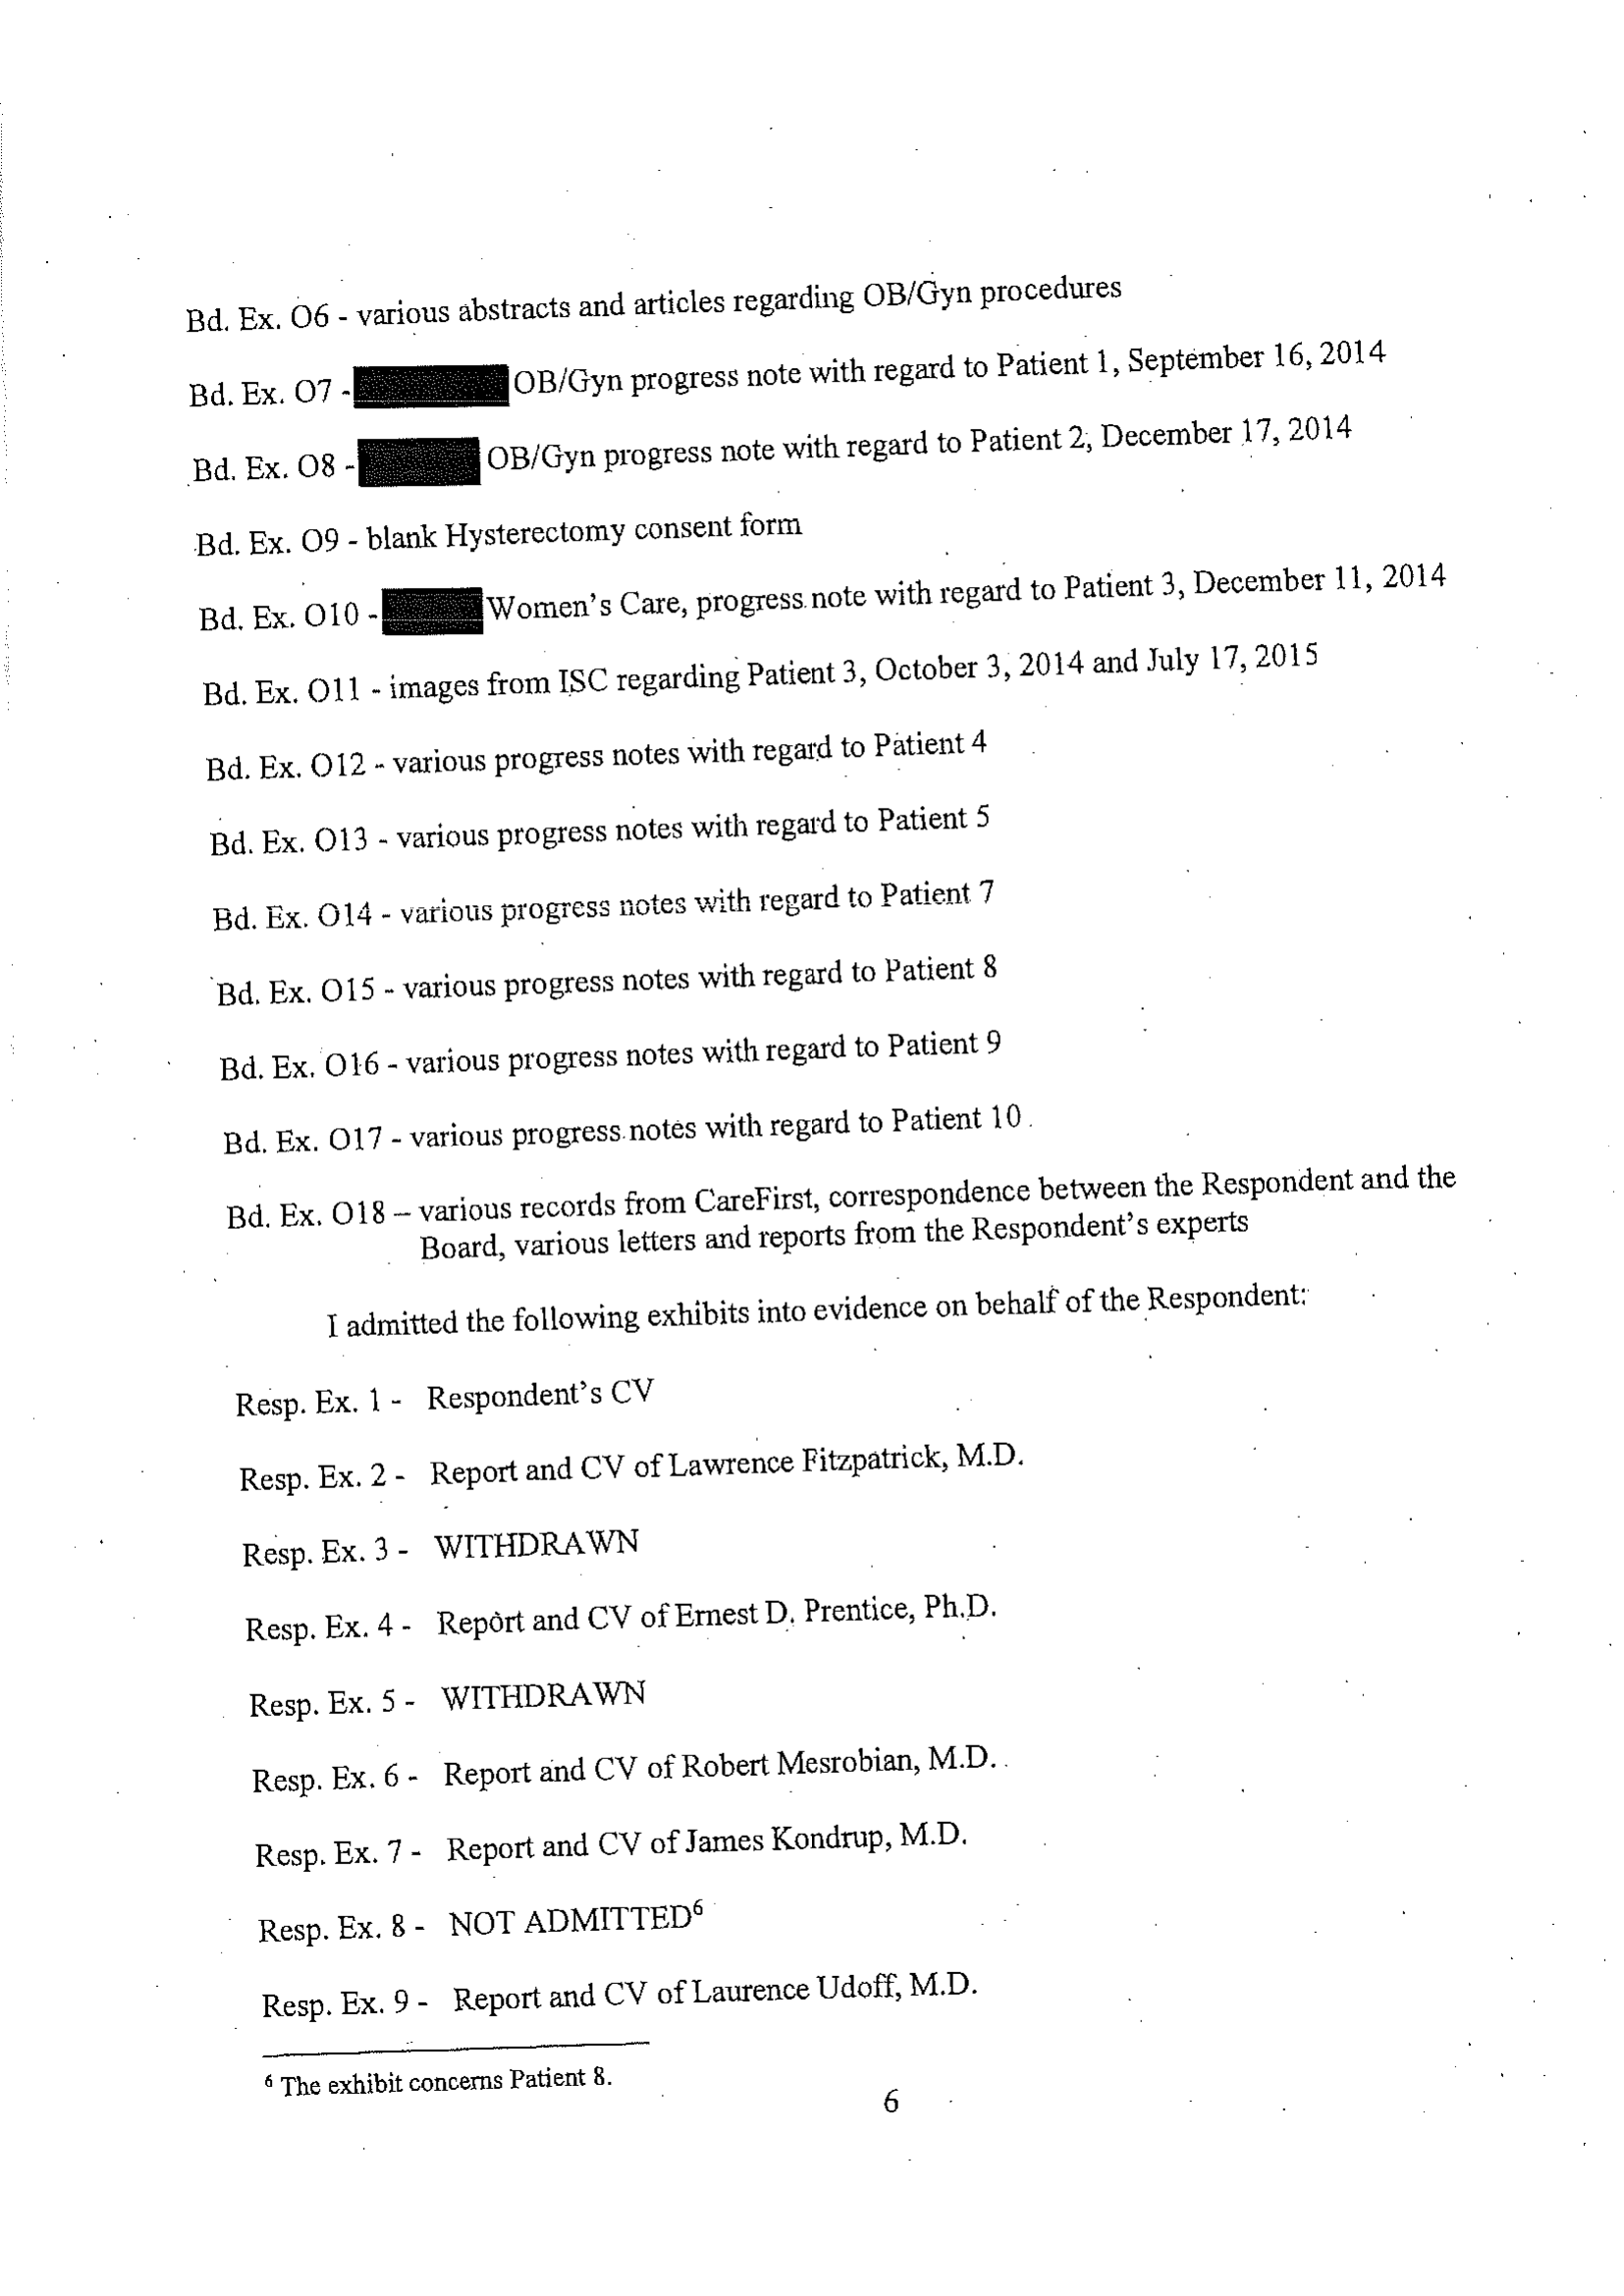 Bd. Ex. O6 - various abstracts and articles regarding OB/Gyn procedures
Bd. Ex. O7 - OB/Gyn progress note with regard to Patient 1, September 16, 2014
Bd. Ex. O8 - OB/Gyn progress note with regard to Patient 2, December 17, 2014
Bd. Ex. O9 - blank Hysterectomy consent form
Bd. Ex. O10 - Women's Care, progress note with regard to Patient 3, December 11, 2014
Bd. Ex. O11 - images from ISC regarding Patient 3, October 3, 2014 and July 17, 2015
Bd. Ex. O12 - various progress notes with regard to Patient 4
Bd. Ex. O13 - various progress notes with regard to Patient 5
Bd. Ex. O14 - various progress notes with regard to Patient 7
Bd. Ex. O15 - various progress notes with regard to Patient 8
Bd. Ex. O16 - various progress notes with regard to Patient 9
Bd. Ex. O17 - various progress notes with regard to Patient 10
Bd. Ex. O18 – various records from CareFirst, correspondence between the Respondent and the
Board, various letters and reports from the Respondent's experts
I admitted the following exhibits into evidence on behalf of the Respondent:
Resp. Ex. 1 - Respondent's CV
Resp. Ex. 2 - Report and CV of Lawrence Fitzpatrick, M.D.
Resp. Ex. 3 - WITHDRAWN
Resp. Ex. 4 - Report and CV of Ernest D. Prentice, Ph.D.
Resp. Ex. 5 - WITHDRAWN
Resp. Ex. 6 - Report and CV of Robert Mesrobian, M.D.
Resp. Ex. 7 - Report and CV of James Kondrup, M.D.
Resp. Ex. 8 - NOT ADMITTED⁶
Resp. Ex. 9 - Report and CV of Laurence Udoff, M.D.
⁶ The exhibit concerns Patient 8.
6